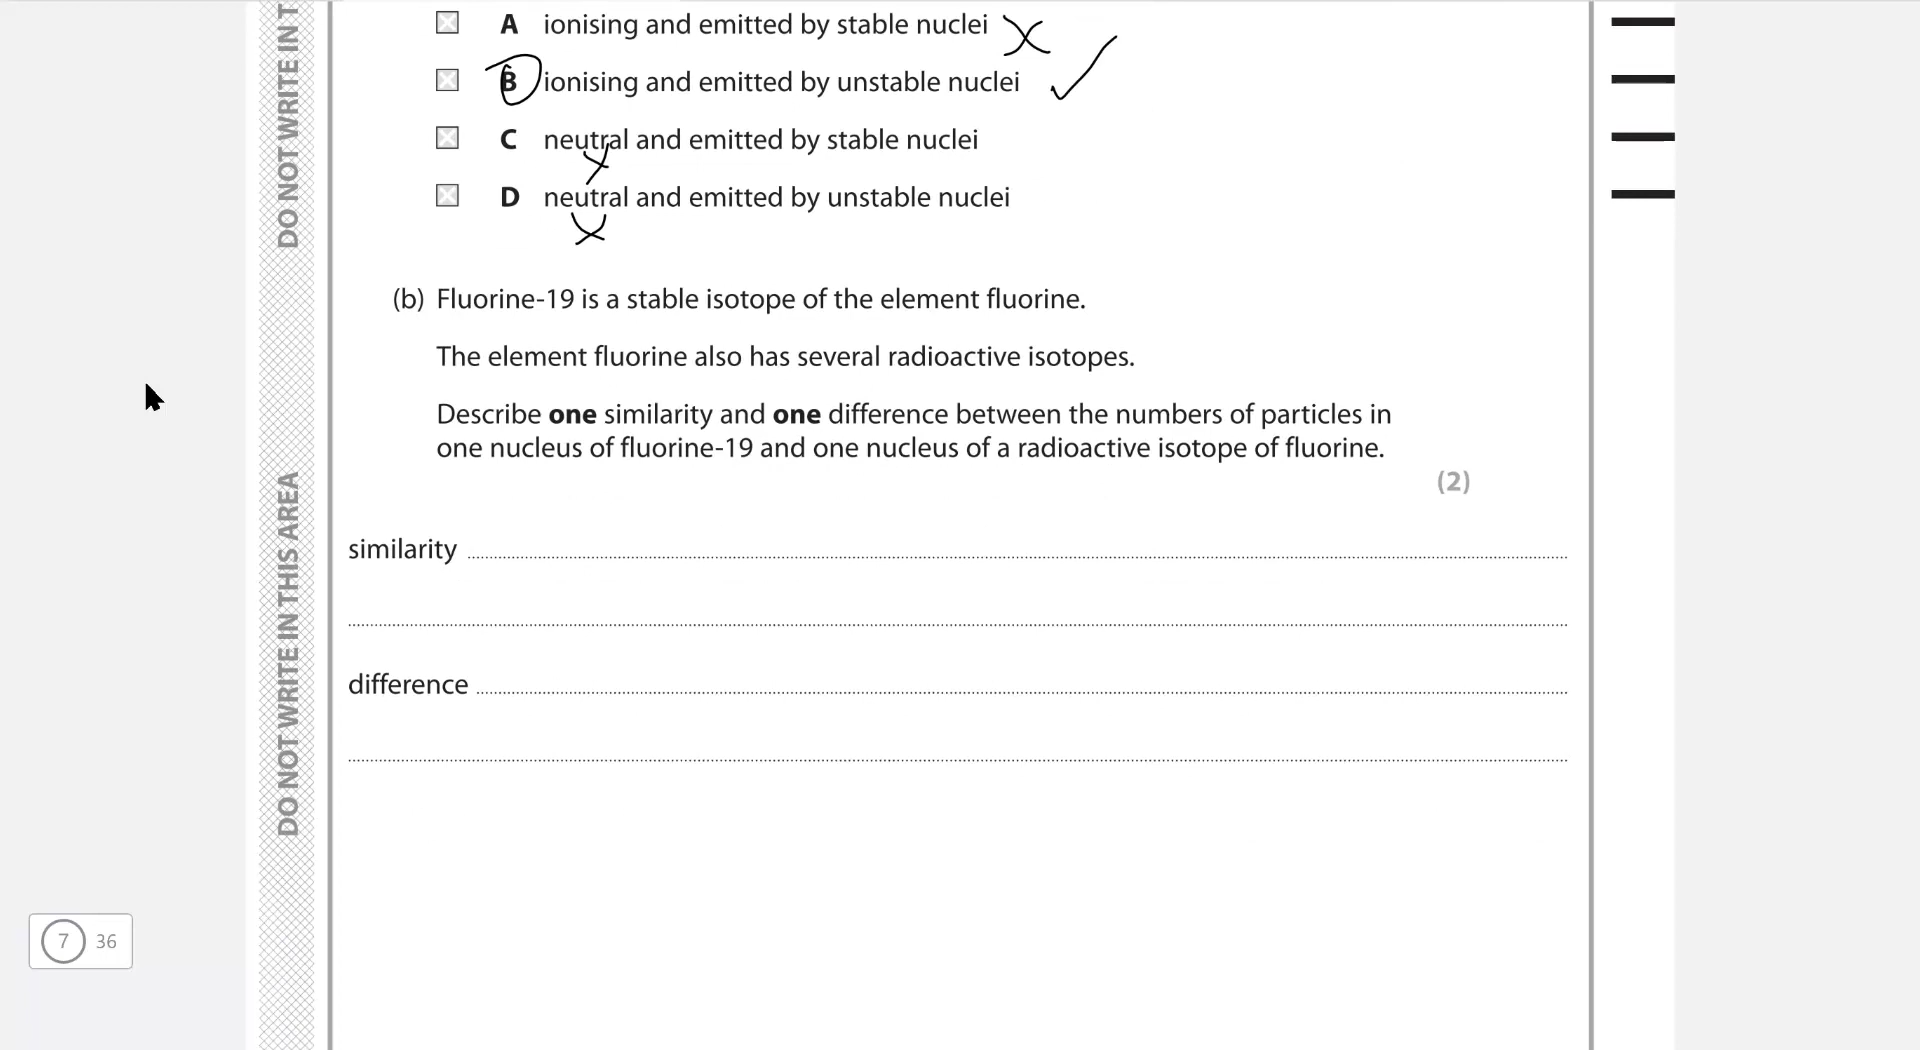 A ionising and emitted by stable nuclei
B ionising and emitted by unstable nuclei
C neutral and emitted by stable nuclei
D neutral and emitted by unstable nuclei
(b) Fluorine-19 is a stable isotope of the element fluorine.
The element fluorine also has several radioactive isotopes.
Describe one similarity and one difference between the numbers of particles in
one nucleus of fluorine-19 and one nucleus of a radioactive isotope of fluorine.
(2)
similarity
difference
DO NOT WRITE IN T
DO NOT WRITE IN THIS AREA
7 36